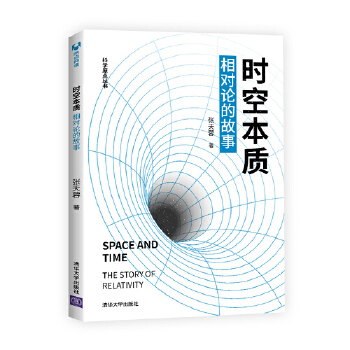 科学原点丛书
时空本质
相对论的故事
张天蓉 著
SPACE AND
TIME
THE STORY OF
RELATIVITY
清华大学出版社
时空本质
相对论的故事
张天蓉 著
清华大学出版社